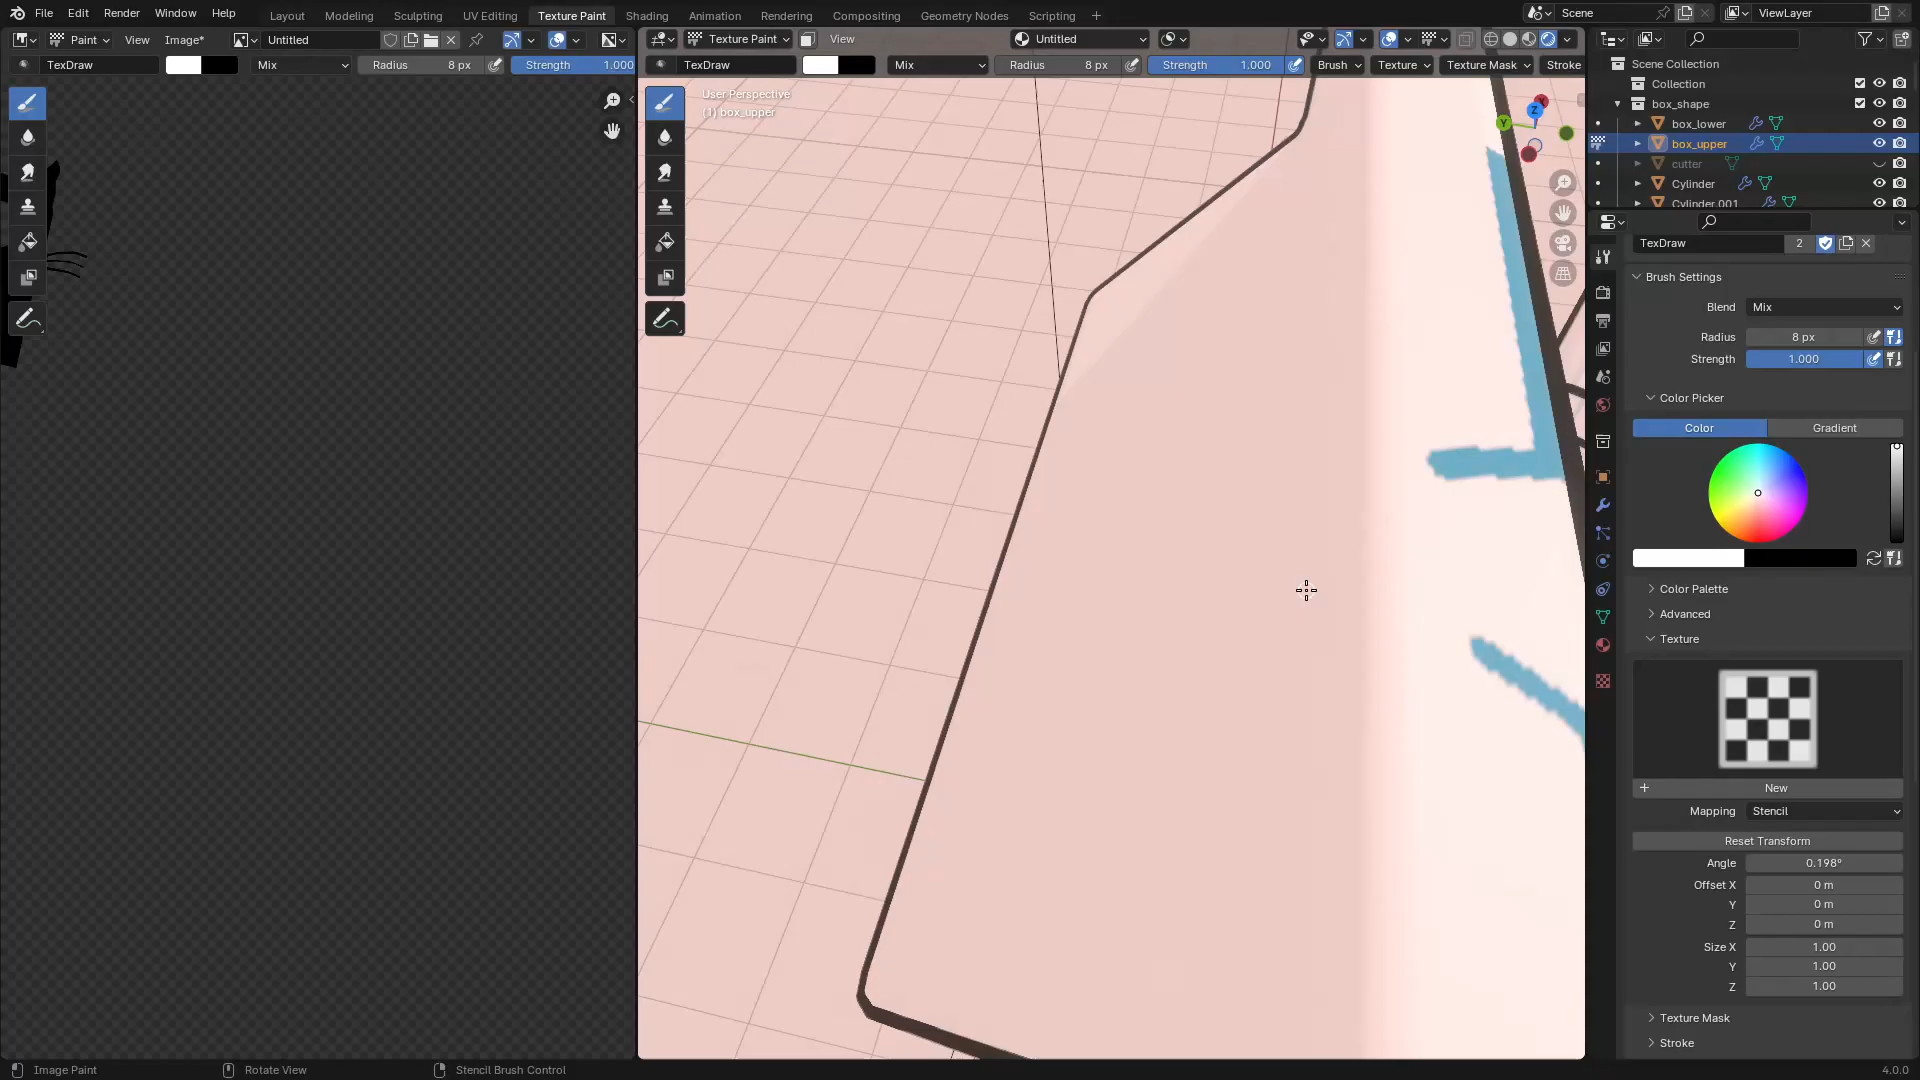 File Edit Render Window Help
Layout Modeling Sculpting UV Editing Texture Paint Shading Animation Rendering Compositing Geometry Nodes Scripting +
Scene
ViewLayer
Paint View Image* Untitled
TexDraw Mix Radius 8 px Strength 1.000
Texture Paint View Untitled
TexDraw Mix Radius 8 px Strength 1.000 Brush Texture Texture Mask Stroke
User Perspective
(1) box_upper
Z
Y
Scene Collection
Collection
box_shape
box_lower
box_upper
cutter
Cylinder
Cylinder.001
TexDraw 2
Brush Settings
Blend Mix
Radius 8 px
Strength 1.000
Color Picker
Color Gradient
Color Palette
Advanced
Texture
+ New
Mapping Stencil
Reset Transform
Angle 0.198°
Offset X 0 m
Y 0 m
Z 0 m
Size X 1.00
Y 1.00
Z 1.00
Texture Mask
Stroke
Image Paint Rotate View Stencil Brush Control 4.0.0